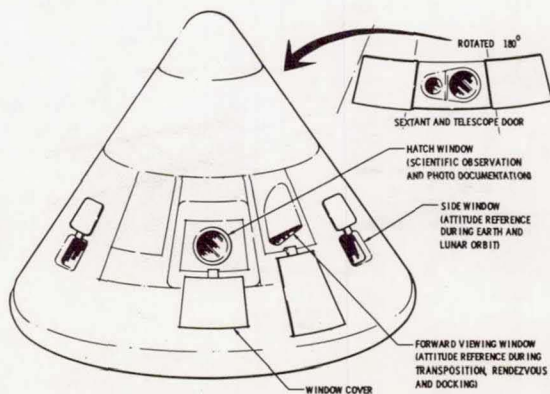 ROTATED 180°
SEXTANT AND TELESCOPE DOOR
HATCH WINDOW
(SCIENTIFIC OBSERVATION
AND PHOTO DOCUMENTATION)
SIDE WINDOW
(ATTITUDE REFERENCE
DURING EARTH AND
LUNAR ORBIT)
FORWARD VIEWING WINDOW
(ATTITUDE REFERENCE DURING
TRANSPOSITION, RENDEZVOUS
AND DOCKING)
WINDOW COVER